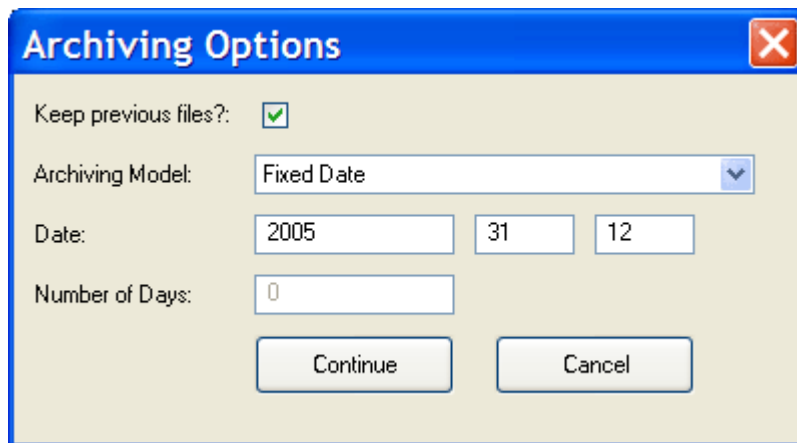 Archiving Options
Keep previous files?:
Archiving Model: Fixed Date
Date: 2005 31 12
Number of Days: 0
Continue Cancel